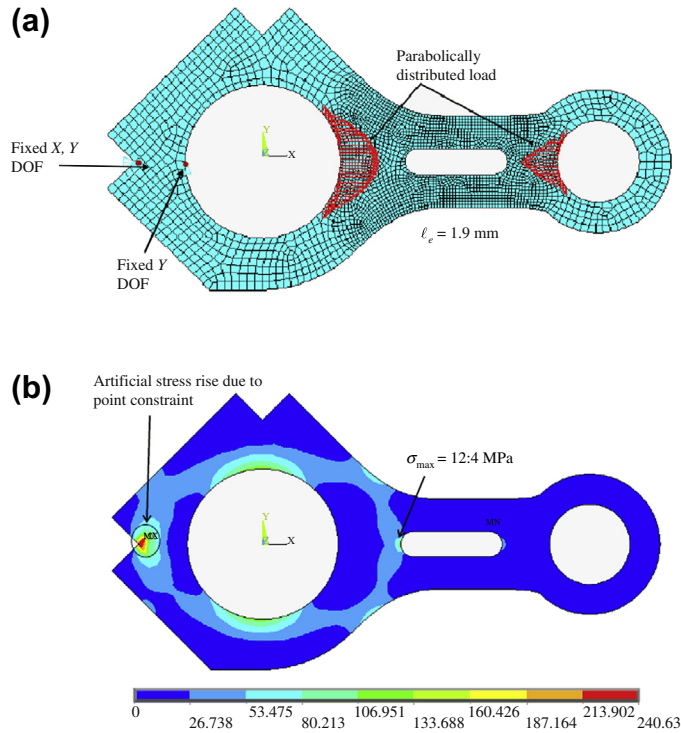 (a)
Parabolically
distributed load
Fixed X, Y
DOF
Y
X
Fixed Y
DOF
ℓe = 1.9 mm
(b)
Artificial stress rise due to
point constraint
σmax = 12:4 MPa
MX
Y
X
MN
0 53.475 106.951 160.426 213.902
26.738 80.213 133.688 187.164 240.63